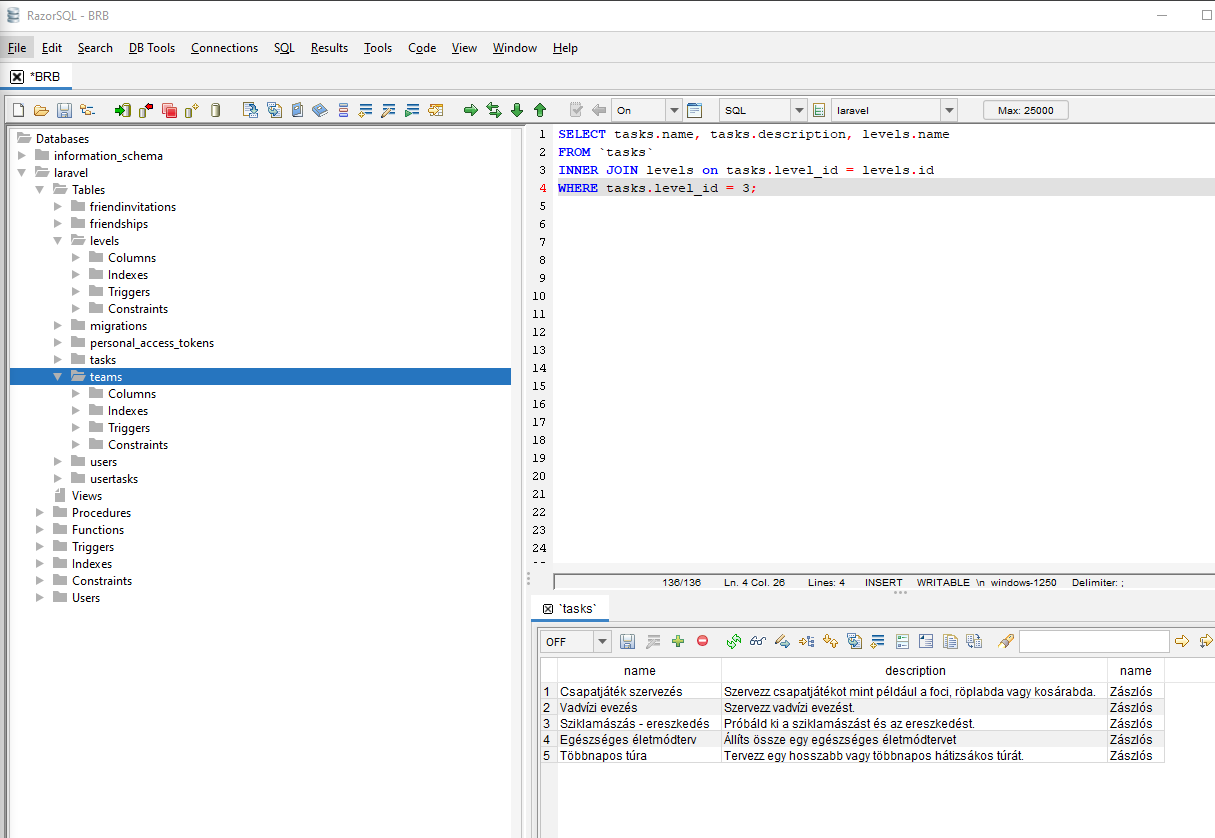 RazorSQL - BRB
File Edit Search DB Tools Connections SQL Results Tools Code View Window Help
*BRB
On SQL laravel Max: 25000
Databases
information_schema
laravel
Tables
friendinvitations
friendships
levels
Columns
Indexes
Triggers
Constraints
migrations
personal_access_tokens
tasks
teams
Columns
Indexes
Triggers
Constraints
users
usertasks
Views
Procedures
Functions
Triggers
Indexes
Constraints
Users
1 SELECT tasks.name, tasks.description, levels.name
2 FROM `tasks`
3 INNER JOIN levels on tasks.level_id = levels.id
4 WHERE tasks.level_id = 3;
5
6
7
8
9
10
11
12
13
14
15
16
17
18
19
20
21
22
23
24
136/136 Ln. 4 Col. 26 Lines: 4 INSERT WRITABLE \n windows-1250 Delimiter: ;
`tasks`
OFF
name description name
1 Csapatjáték szervezés Szervezz csapatjátékot mint például a foci, röplabda vagy kosárabda. Zászlós
2 Vadvízi evezés Szervezz vadvízi evezést. Zászlós
3 Sziklamászás - ereszkedés Próbáld ki a sziklamászást és az ereszkedést. Zászlós
4 Egészséges életmódterv Állíts össze egy egészséges életmódtervet Zászlós
5 Többnapos túra Tervezz egy hosszabb vagy többnapos hátizsákos túrát. Zászlós